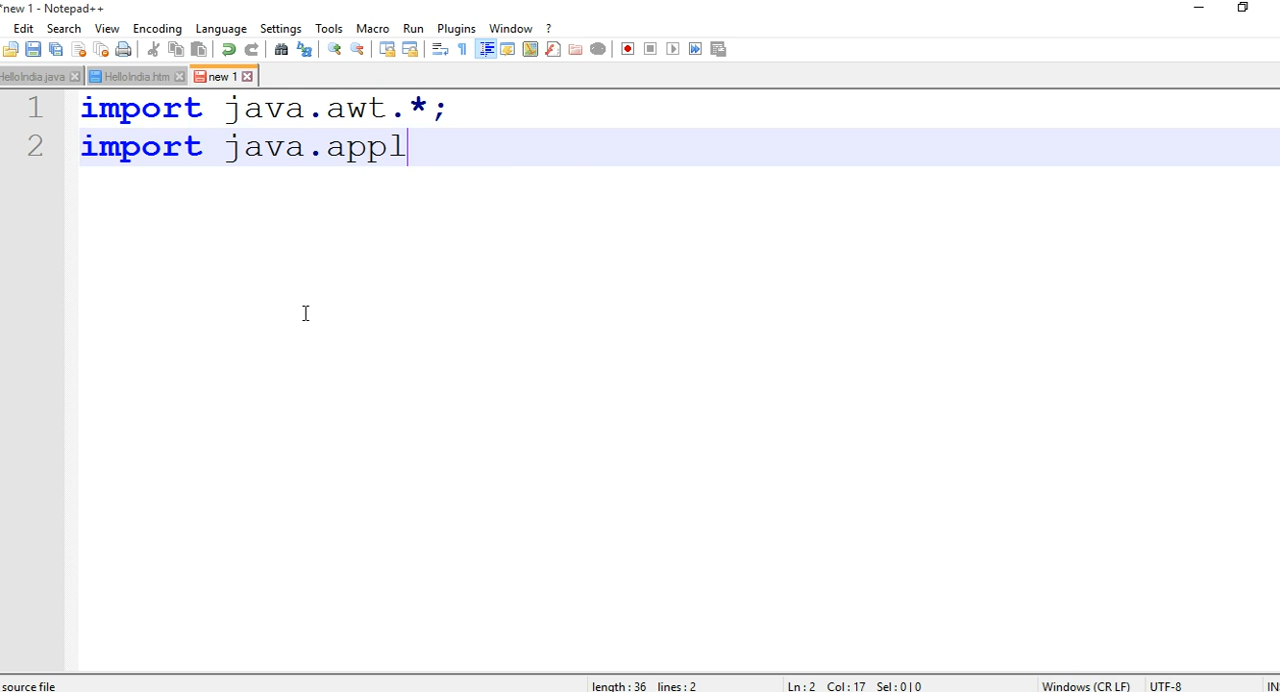 *new 1 - Notepad++
Edit Search View Encoding Language Settings Tools Macro Run Plugins Window ?
HelloIndia.java HelloIndia.htm new 1
1 import java.awt.*;
2 import java.appl
source file length : 36 lines : 2 Ln : 2 Col : 17 Sel : 0 | 0 Windows (CR LF) UTF-8 IN